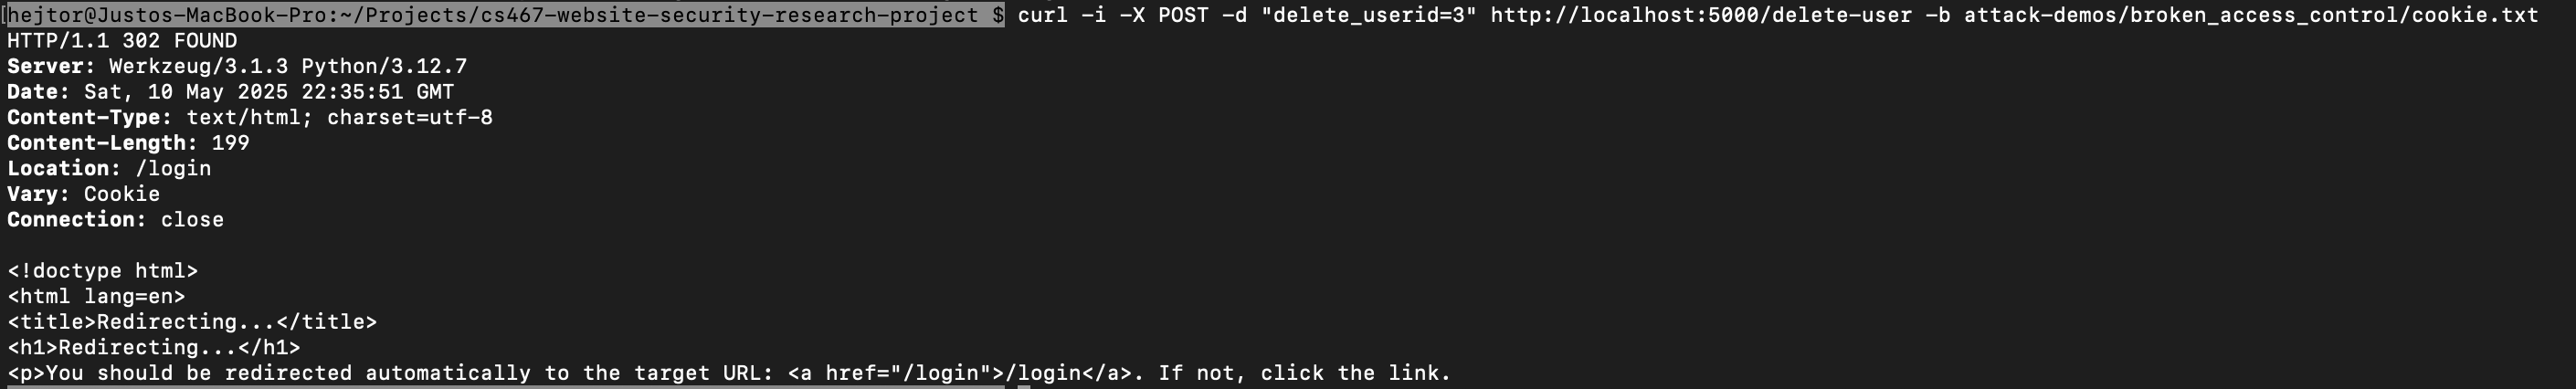 [hejtor@Justos-MacBook-Pro:~/Projects/cs467-website-security-research-project $ curl -i -X POST -d "delete_userid=3" http://localhost:5000/delete-user -b attack-demos/broken_access_control/cookie.txt
HTTP/1.1 302 FOUND
Server: Werkzeug/3.1.3 Python/3.12.7
Date: Sat, 10 May 2025 22:35:51 GMT
Content-Type: text/html; charset=utf-8
Content-Length: 199
Location: /login
Vary: Cookie
Connection: close
<!doctype html>
<html lang=en>
<title>Redirecting...</title>
<h1>Redirecting...</h1>
<p>You should be redirected automatically to the target URL: <a href="/login">/login</a>. If not, click the link.